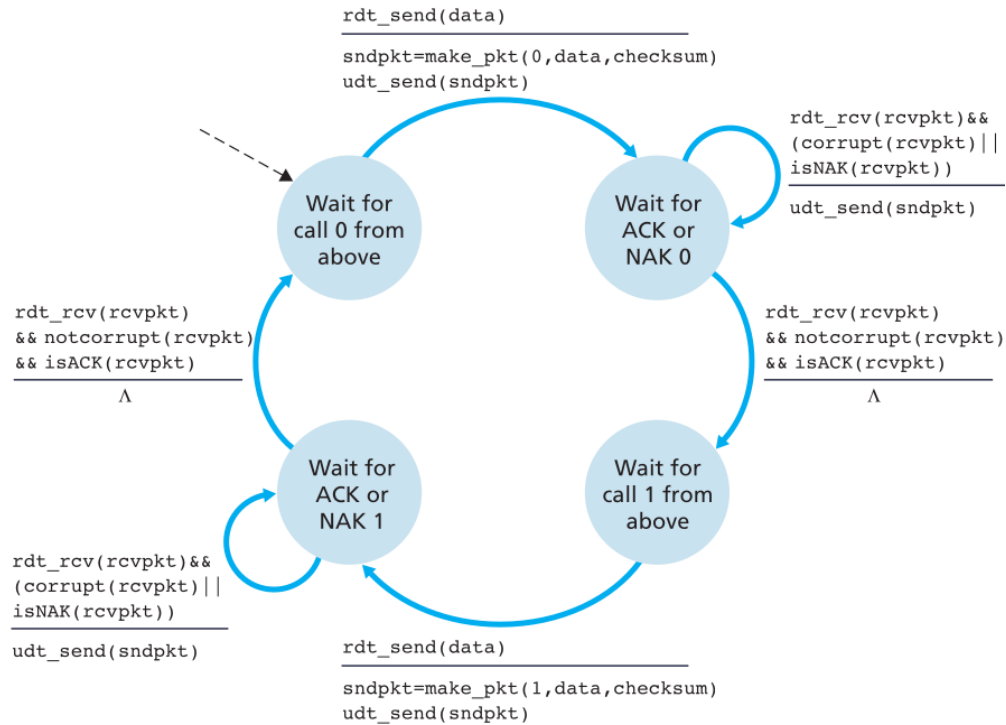 rdt_send(data)
sndpkt=make_pkt(0,data,checksum)
udt_send(sndpkt)
Wait for
call 0 from
above
Wait for
ACK or
NAK 0
rdt_rcv(rcvpkt)&&
(corrupt(rcvpkt)||
isNAK(rcvpkt))
udt_send(sndpkt)
rdt_rcv(rcvpkt)
&& notcorrupt(rcvpkt)
&& isACK(rcvpkt)
Λ
rdt_rcv(rcvpkt)
&& notcorrupt(rcvpkt)
&& isACK(rcvpkt)
Λ
Wait for
ACK or
NAK 1
Wait for
call 1 from
above
rdt_rcv(rcvpkt)&&
(corrupt(rcvpkt)||
isNAK(rcvpkt))
udt_send(sndpkt)
rdt_send(data)
sndpkt=make_pkt(1,data,checksum)
udt_send(sndpkt)